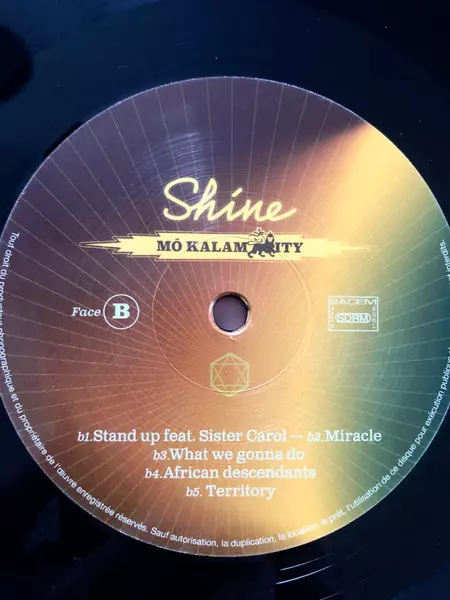 Shine
MÔ KALAMITY
Face B
SACEM
SDRM
b1.Stand up feat. Sister Carol — b2.Miracle
b3.What we gonna do
b4.African descendants
b5. Territory
Tout droit du producteur phonographique et du propriétaire de l'œuvre enregistrée réservés. Sauf autorisation, la duplication, la location, le prêt, l'utilisation de ce disque pour exécution publique interdits.